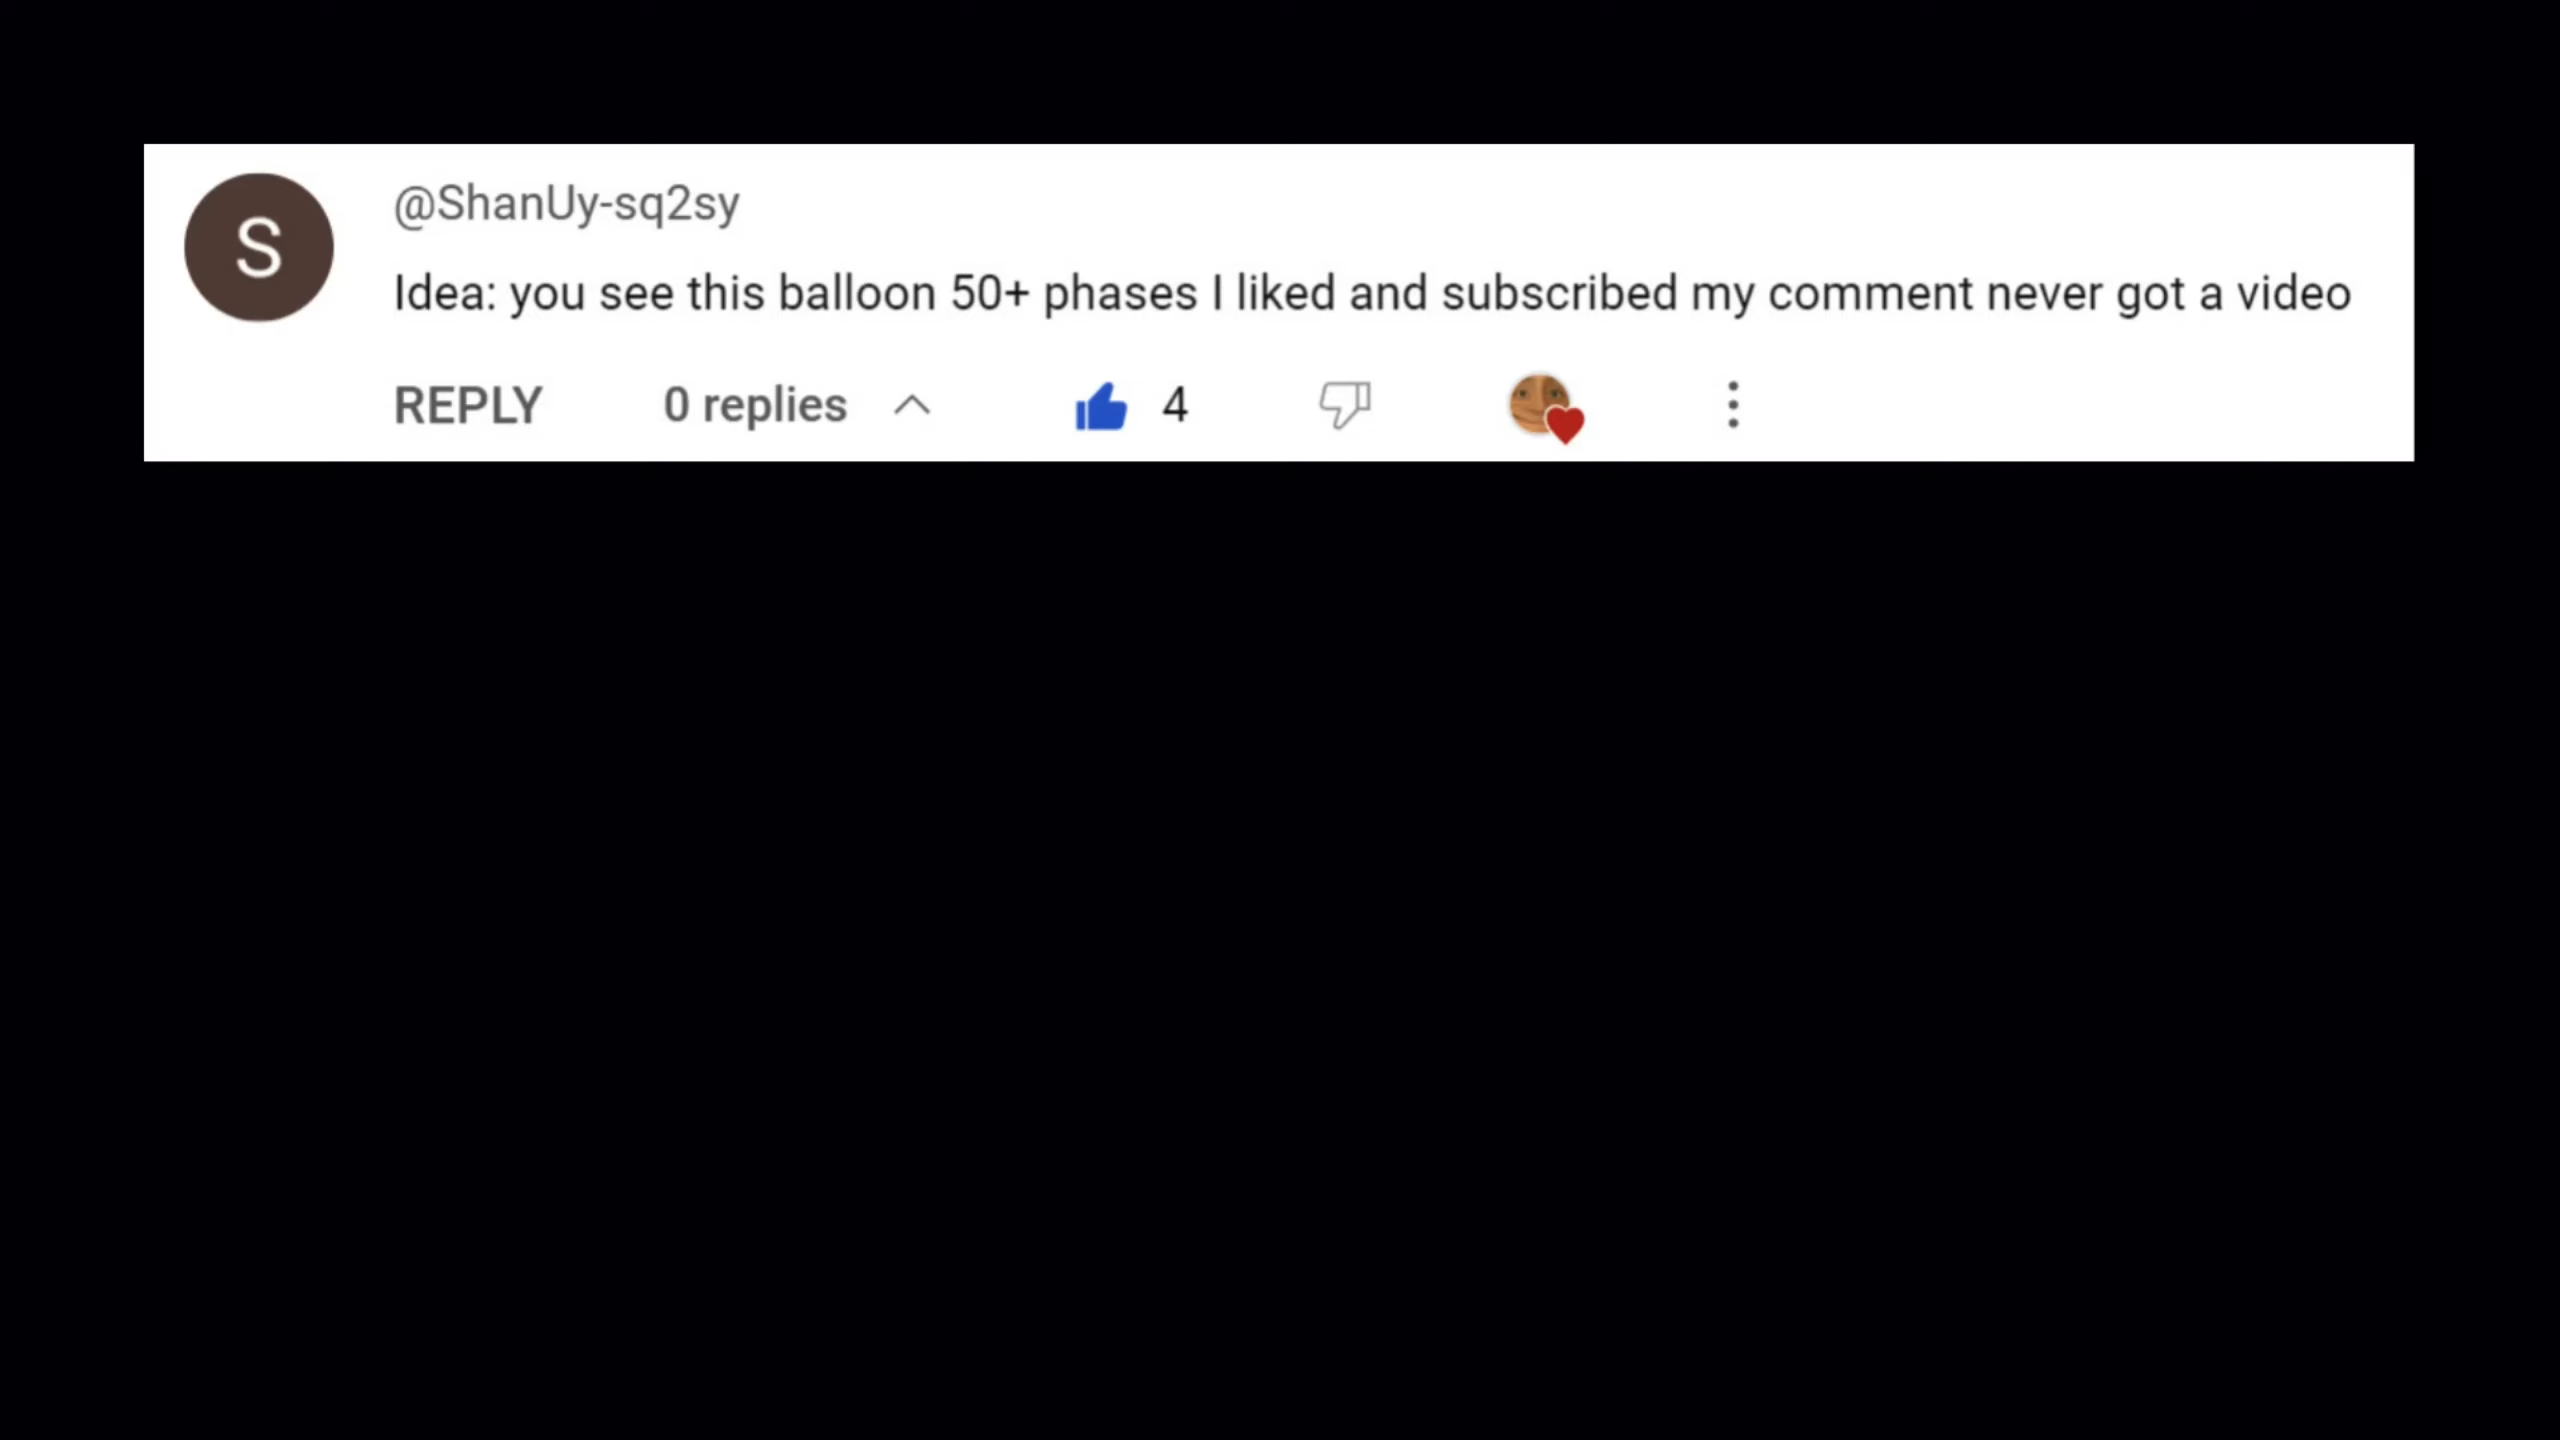 S
@ShanUy-sq2sy
Idea: you see this balloon 50+ phases I liked and subscribed my comment never got a video
REPLY 0 replies 4